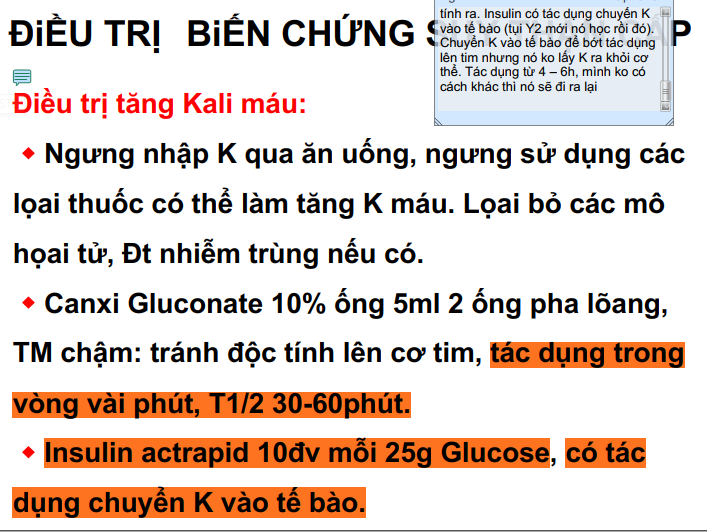 ĐiỀU TRỊ BiẾN CHỨNG
tính ra. Insulin có tác dụng chuyển K
vào tế bào (tụi Y2 mới nó học rồi đó).
Chuyển K vào tế bào để bớt tác dụng
lên tim nhưng nó ko lấy K ra khỏi cơ
thể. Tác dụng từ 4 – 6h, mình ko có
cách khác thì nó sẽ đi ra lại
Điều trị tăng Kali máu:
Ngưng nhập K qua ăn uống, ngưng sử dụng các
lọai thuốc có thể làm tăng K máu. Lọai bỏ các mô
họai tử, Đt nhiễm trùng nếu có.
Canxi Gluconate 10% ống 5ml 2 ống pha lõang,
TM chậm: tránh độc tính lên cơ tim, tác dụng trong
vòng vài phút, T1/2 30-60phút.
Insulin actrapid 10đv mỗi 25g Glucose, có tác
dụng chuyển K vào tế bào.